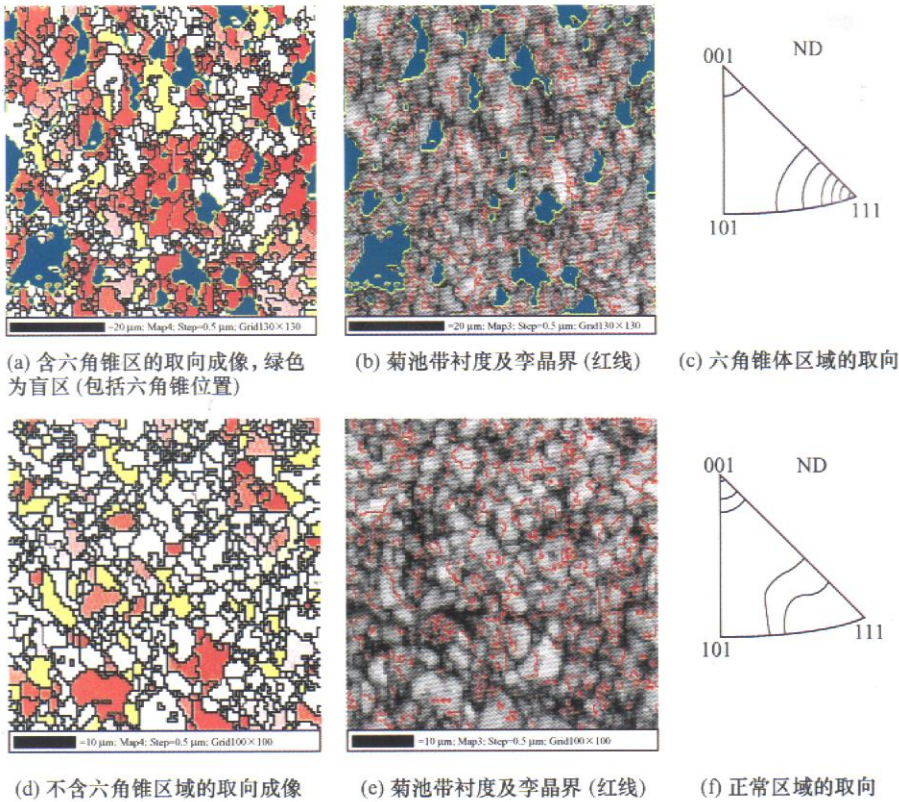 =20 μm; Map4; Step=0.5 μm; Grid130×130
=20 μm; Map3; Step=0.5 μm; Grid130×130
001
ND
101
111
(a) 含六角锥区的取向成像, 绿色
为盲区 (包括六角锥位置)
(b) 菊池带衬度及孪晶界 (红线)
(c) 六角锥体区域的取向
=10 μm; Map4; Step=0.5 μm; Grid100×100
=10 μm; Map3; Step=0.5 μm; Grid100×100
001
ND
101
111
(d) 不含六角锥区域的取向成像
(e) 菊池带衬度及孪晶界 (红线)
(f) 正常区域的取向